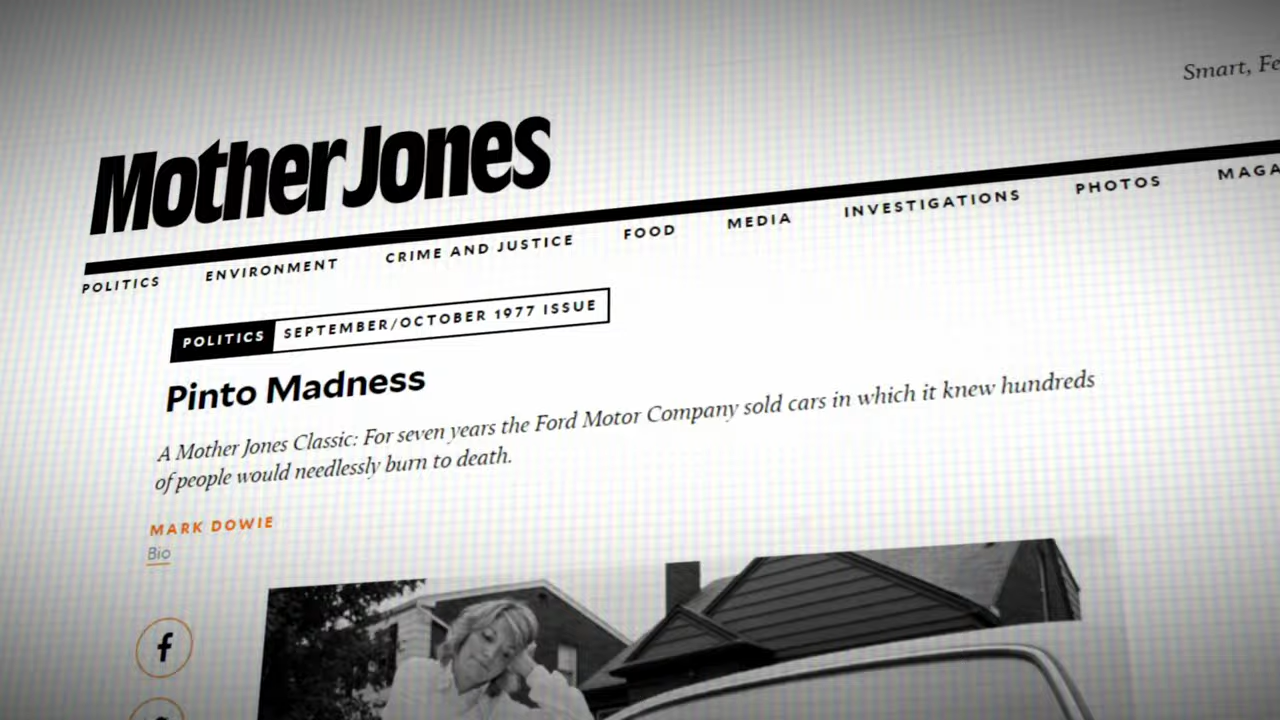 Smart, Fe
Mother Jones
POLITICS ENVIRONMENT CRIME AND JUSTICE FOOD MEDIA INVESTIGATIONS PHOTOS MAGA
POLITICS SEPTEMBER/OCTOBER 1977 ISSUE
Pinto Madness
A Mother Jones Classic: For seven years the Ford Motor Company sold cars in which it knew hundreds
of people would needlessly burn to death.
MARK DOWIE
Bio
f